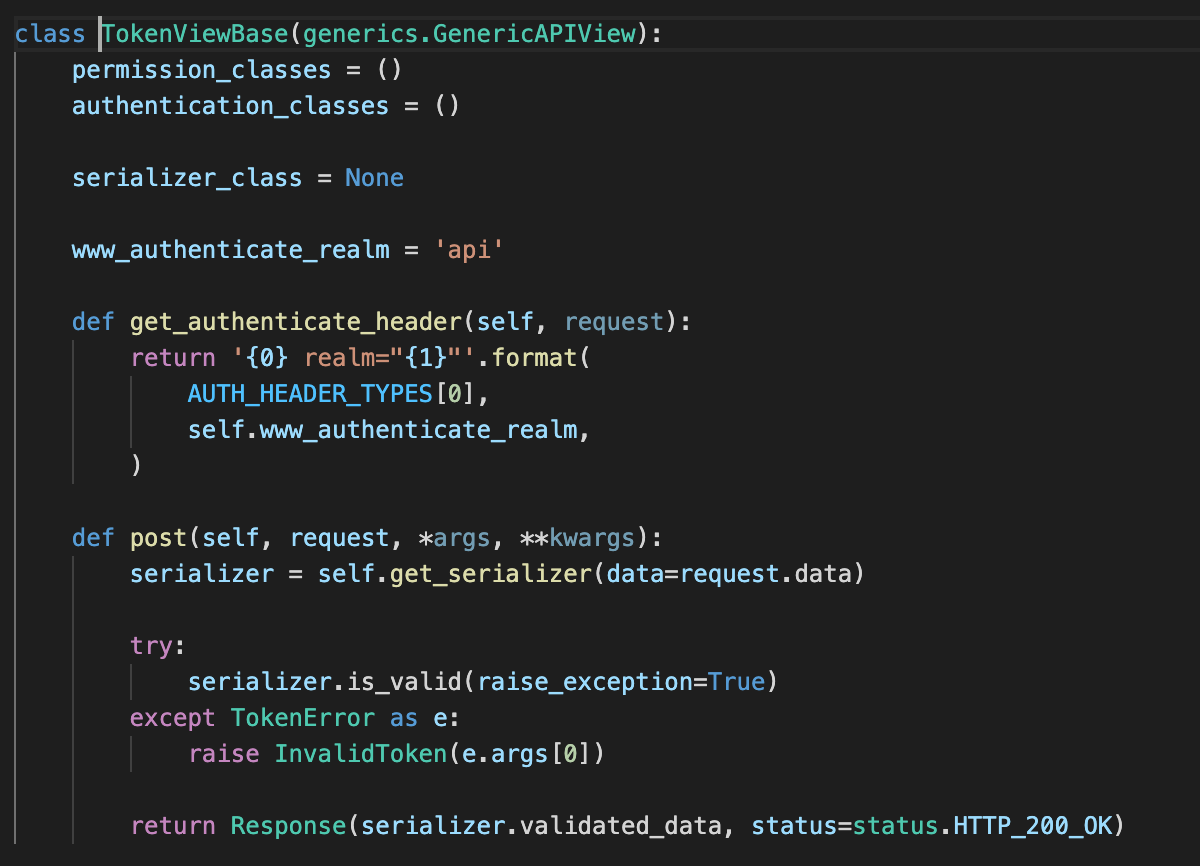 class TokenViewBase(generics.GenericAPIView):
    permission_classes = ()
    authentication_classes = ()

    serializer_class = None

    www_authenticate_realm = 'api'

    def get_authenticate_header(self, request):
        return '{0} realm="{1}"'.format(
            AUTH_HEADER_TYPES[0],
            self.www_authenticate_realm,
        )

    def post(self, request, *args, **kwargs):
        serializer = self.get_serializer(data=request.data)

        try:
            serializer.is_valid(raise_exception=True)
        except TokenError as e:
            raise InvalidToken(e.args[0])

        return Response(serializer.validated_data, status=status.HTTP_200_OK)